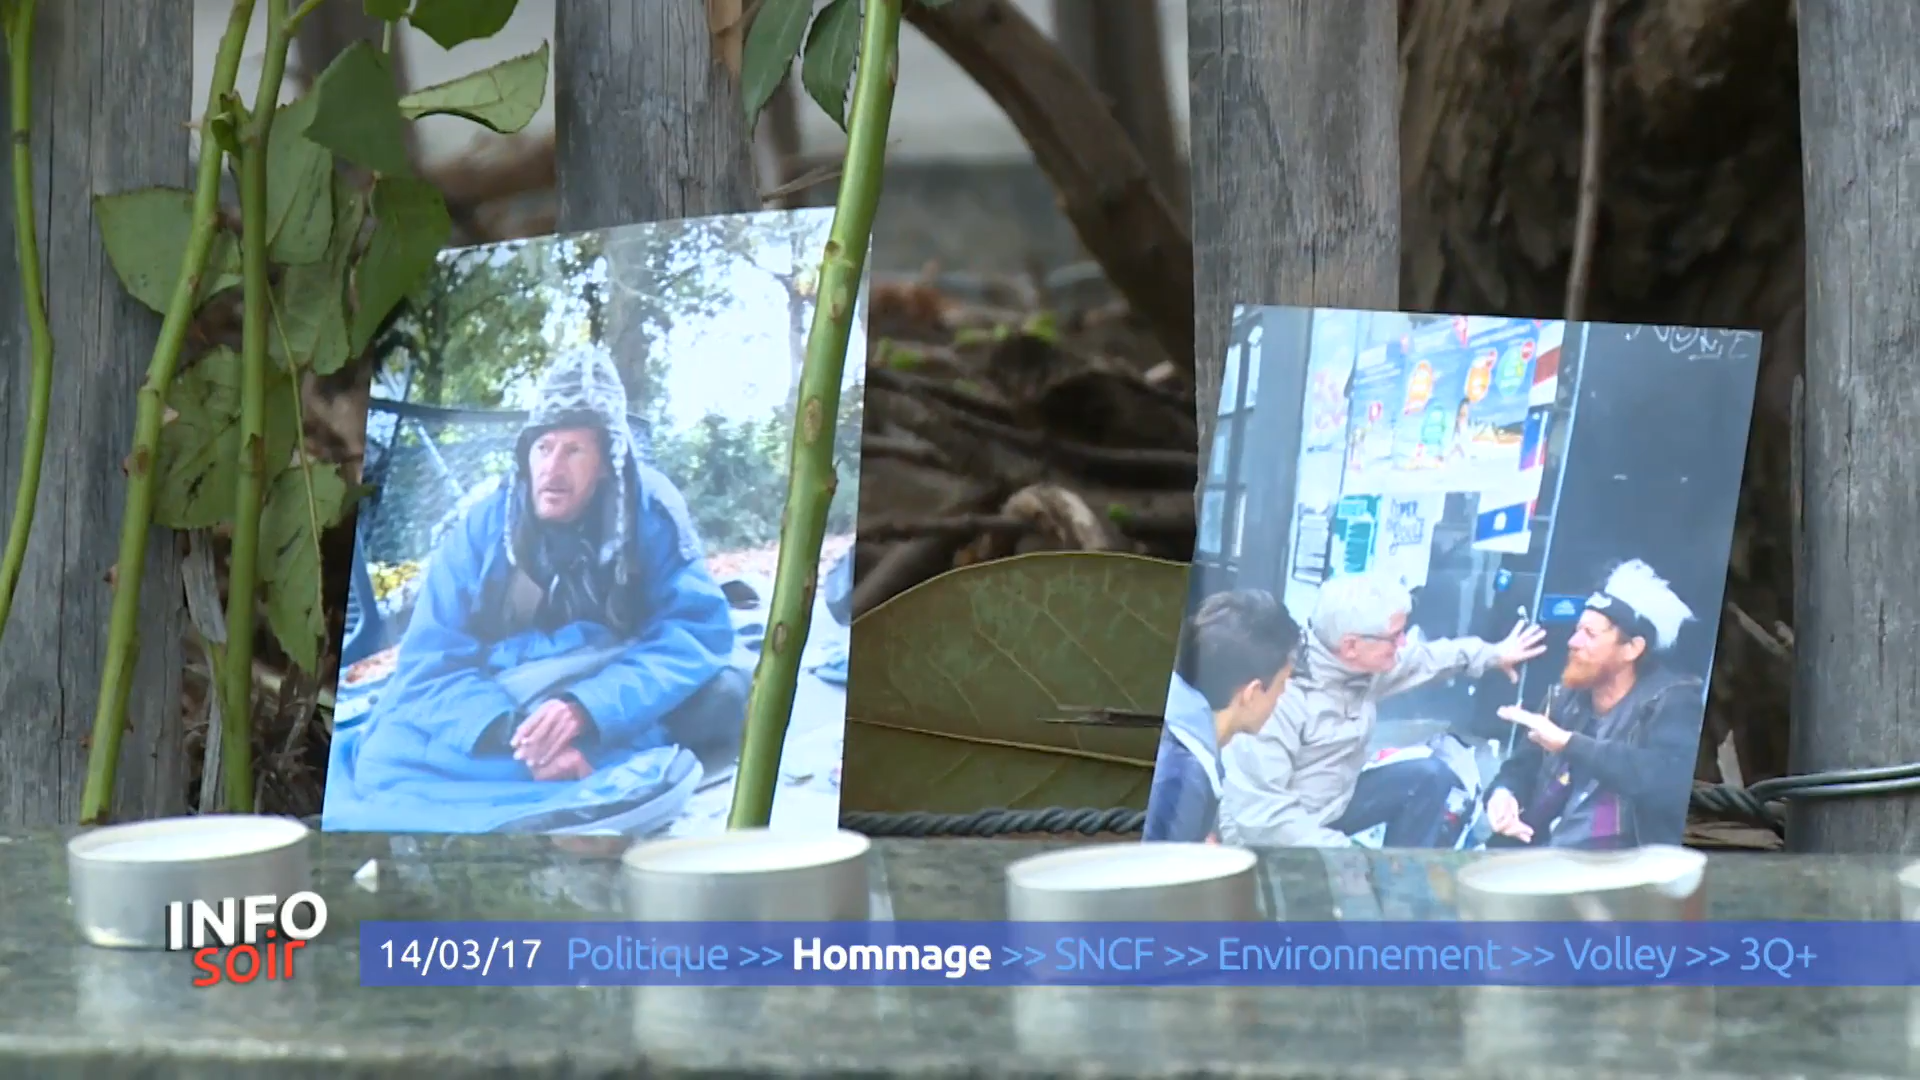 INFO
soir
14/03/17 Politique >> Hommage >> SNCF >> Environnement >> Volley >> 3Q+